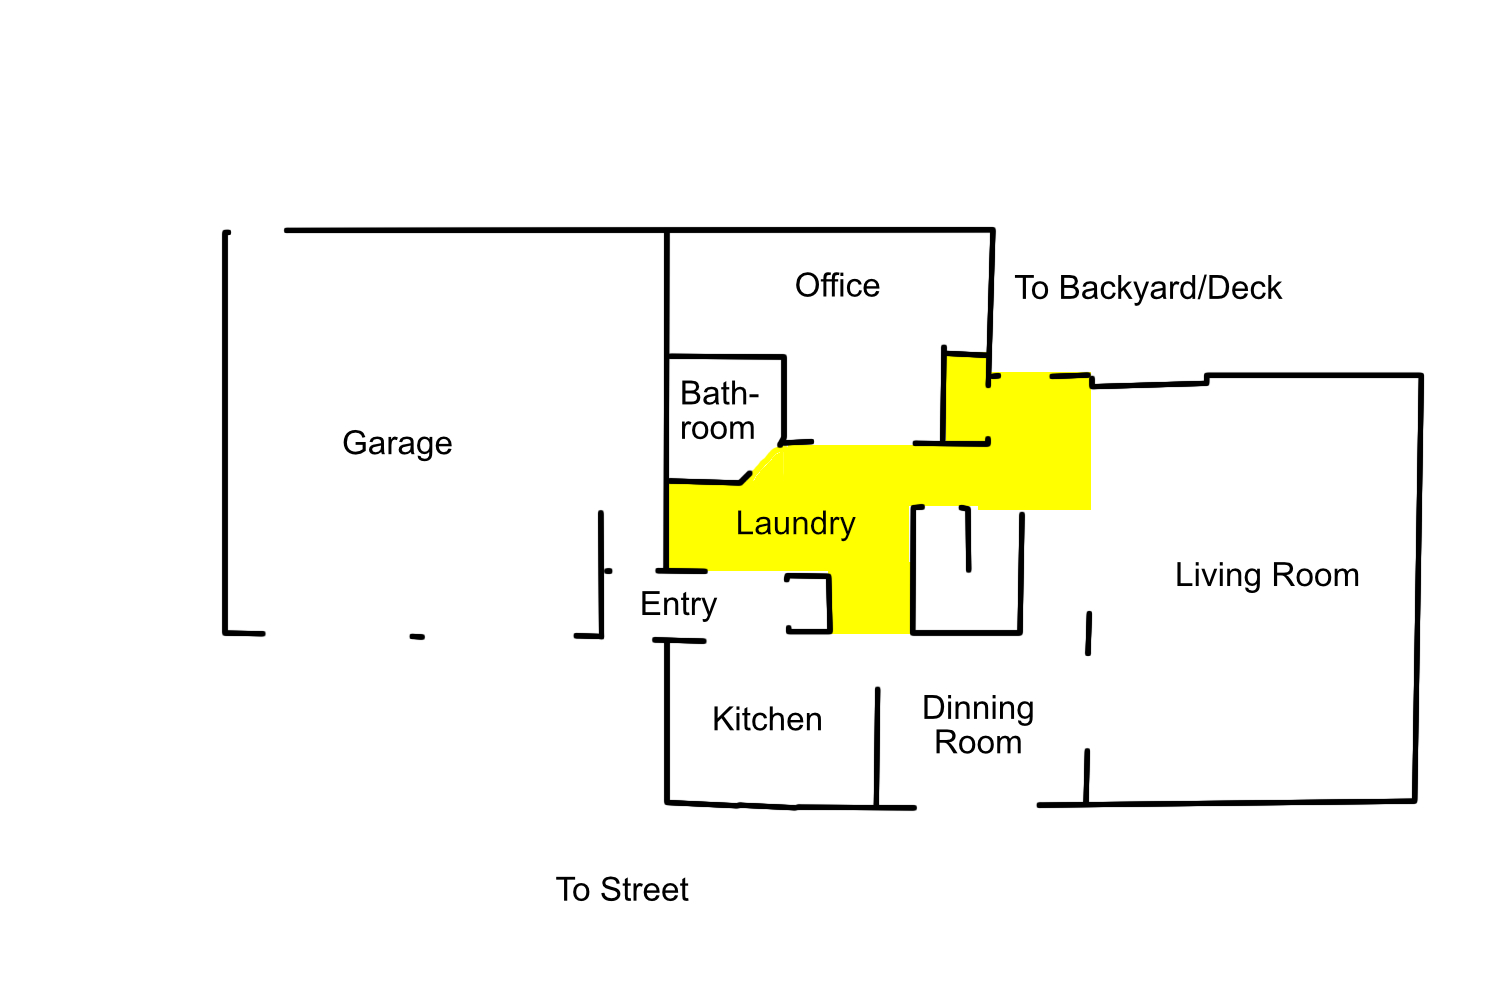 Office
To Backyard/Deck
Bath-
room
Garage
Laundry
Living Room
Entry
Kitchen
Dinning
Room
To Street